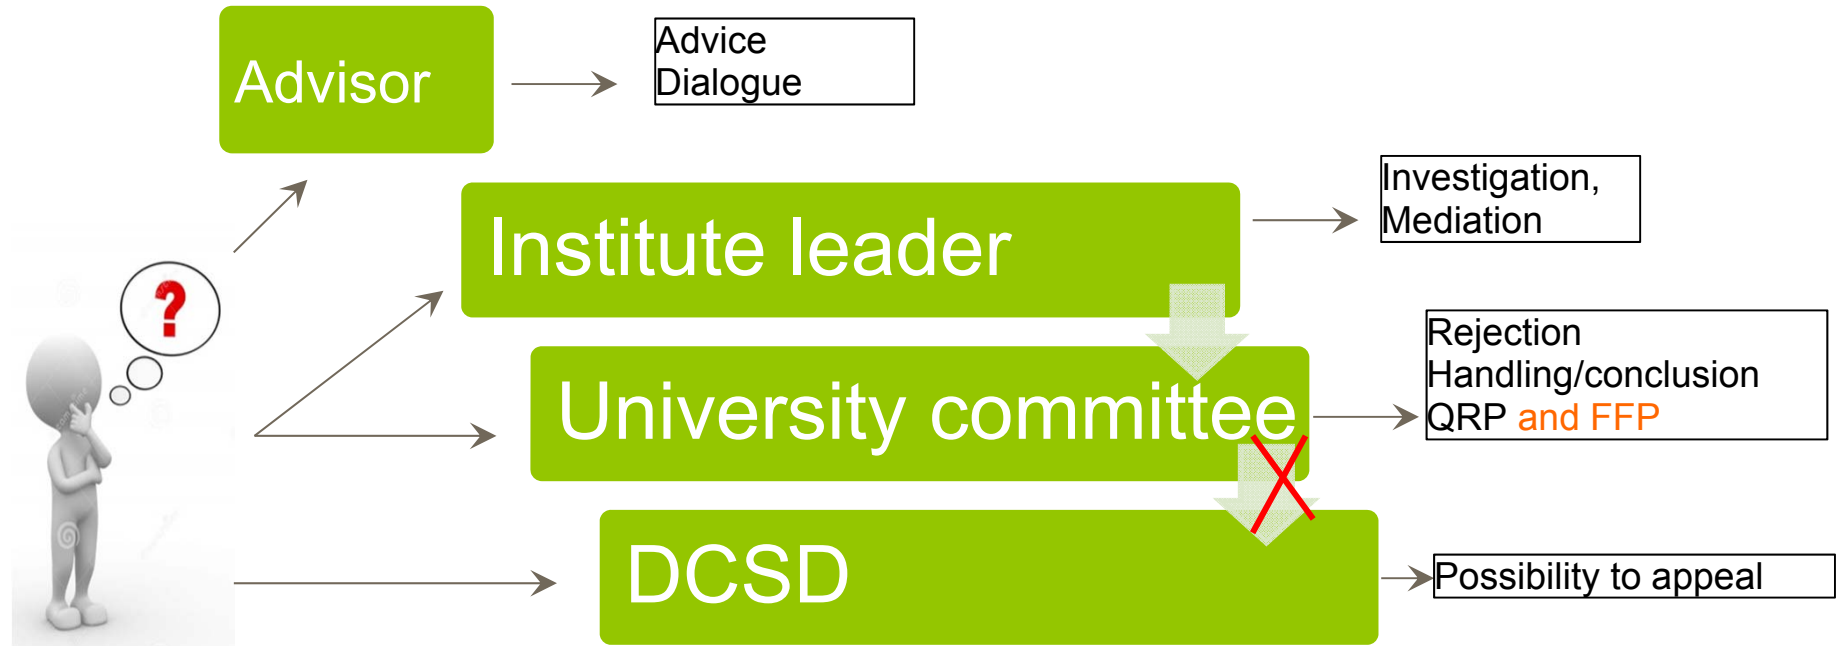 Advisor
Advice
Dialogue
Institute leader
Investigation,
Mediation
?
University committee
Rejection
Handling/conclusion
QRP and FFP
DCSD
Possibility to appeal